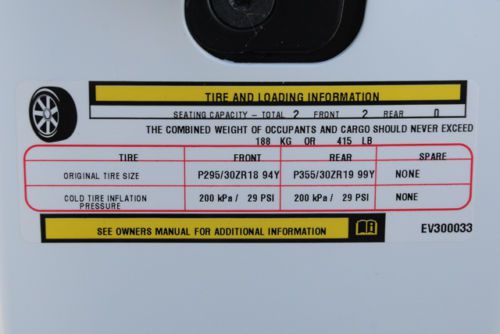 TIRE AND LOADING INFORMATION
SEATING CAPACITY - TOTAL 2 FRONT 2 REAR 0
THE COMBINED WEIGHT OF OCCUPANTS AND CARGO SHOULD NEVER EXCEED
188 KG OR 415 LB
TIRE FRONT REAR SPARE
ORIGINAL TIRE SIZE P295/30ZR18 94Y P355/30ZR19 99Y NONE
COLD TIRE INFLATION PRESSURE 200 kPa / 29 PSI 200 kPa / 29 PSI NONE
SEE OWNERS MANUAL FOR ADDITIONAL INFORMATION EV300033